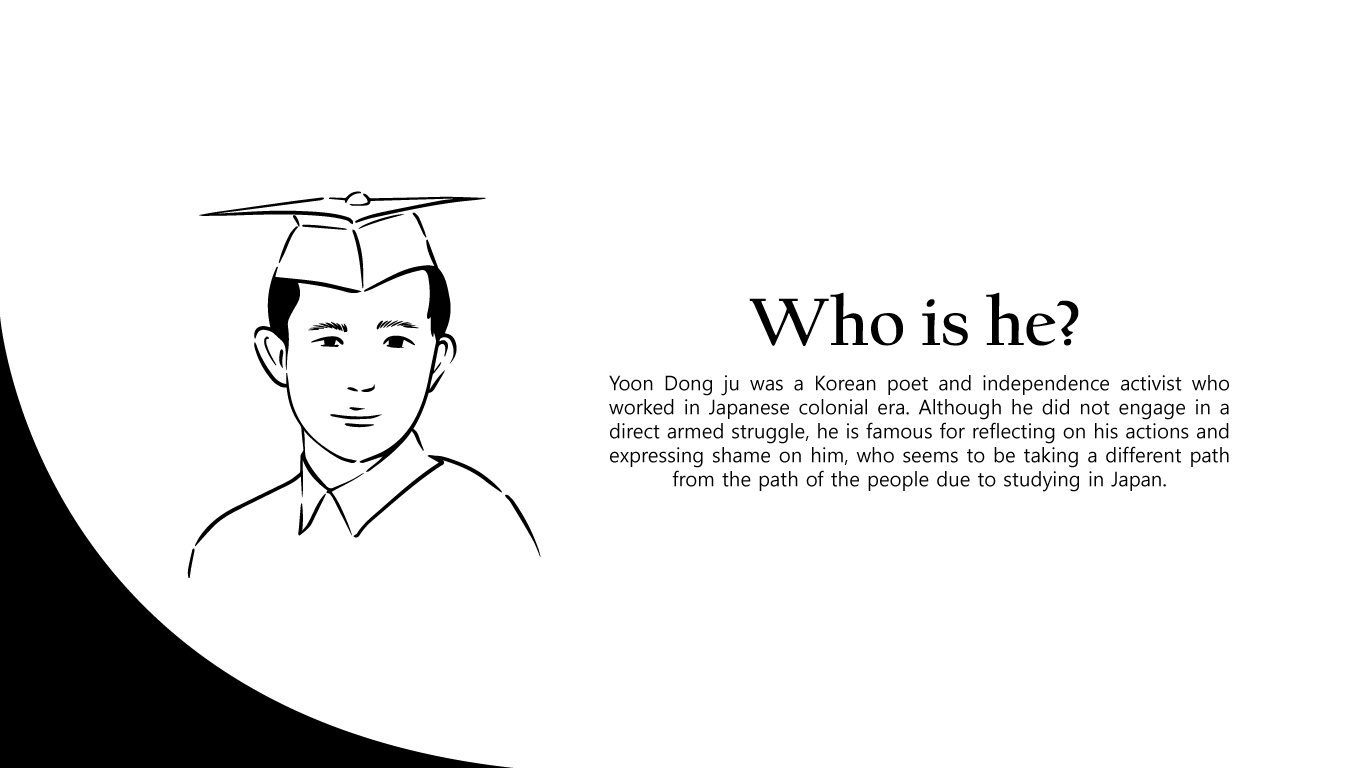 Who is he?
Yoon Dong ju was a Korean poet and independence activist who
worked in Japanese colonial era. Although he did not engage in a
direct armed struggle, he is famous for reflecting on his actions and
expressing shame on him, who seems to be taking a different path
from the path of the people due to studying in Japan.